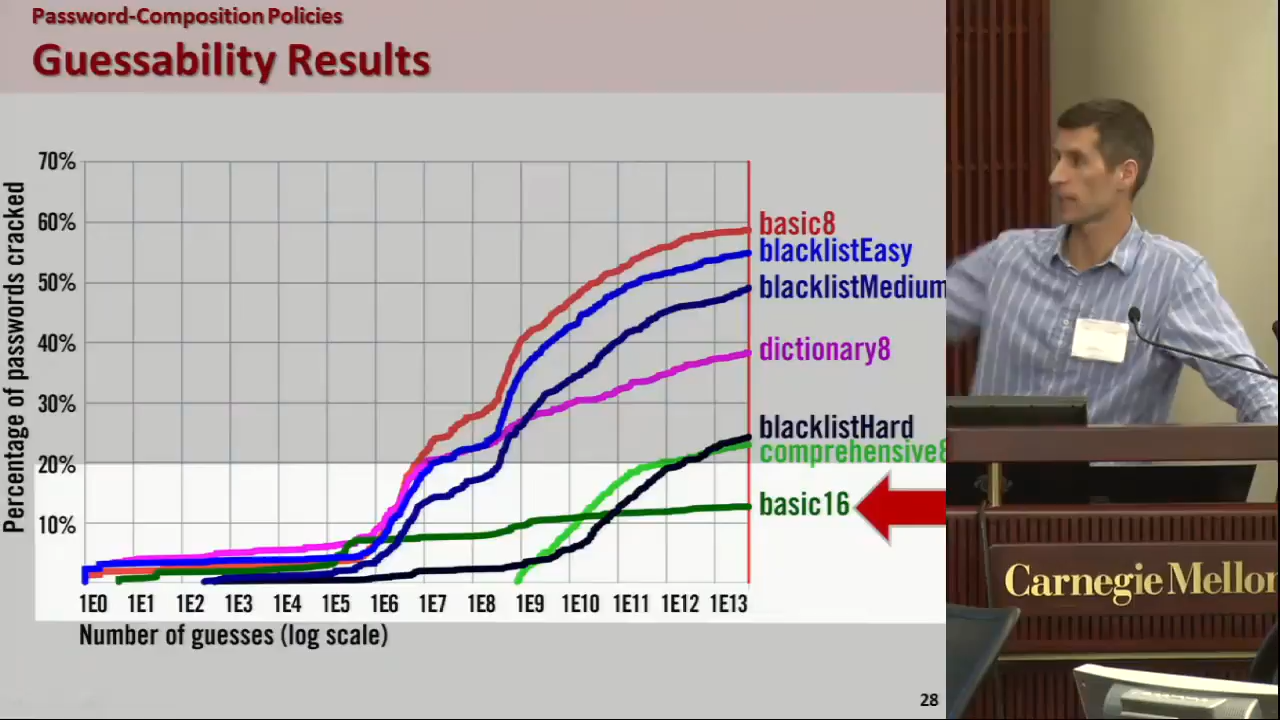 Password-Composition Policies
Guessability Results
Percentage of passwords cracked
70%
60%
50%
40%
30%
20%
10%
basic8
blacklistEasy
blacklistMedium
dictionary8
blacklistHard
comprehensive8
basic16
1E0 1E1 1E2 1E3 1E4 1E5 1E6 1E7 1E8 1E9 1E10 1E11 1E12 1E13
Number of guesses (log scale)
28
Carnegie Mellon